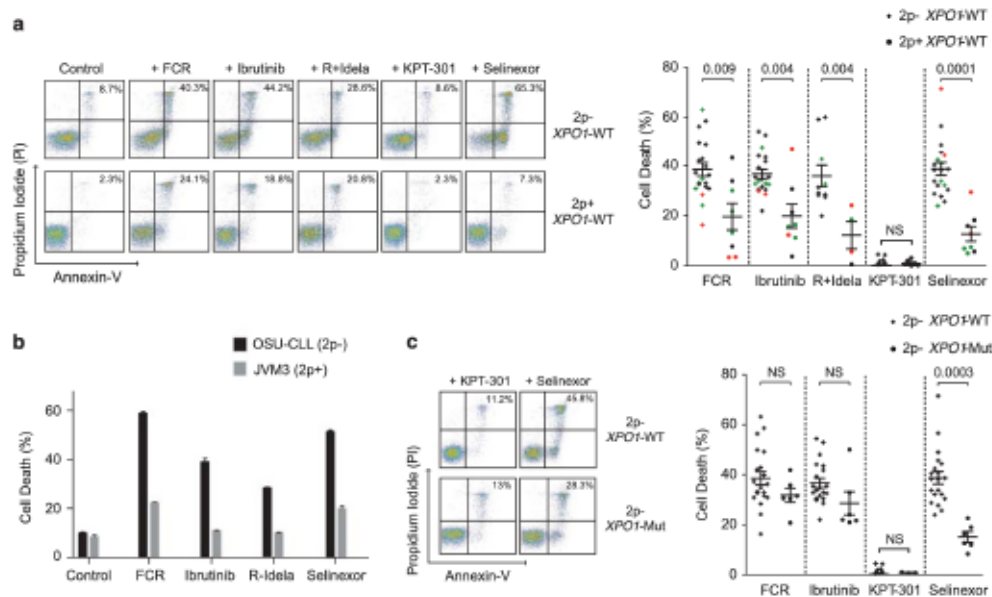 a
2p- XPO1-WT
2p+ XPO1-WT
Control + FCR + Ibrutinib + R+Idela + KPT-301 + Selinexor
8.7% 40.3% 44.2% 28.6% 8.6% 65.3%
2p-
XPO1-WT
2.3% 24.1% 18.8% 20.8% 2.3% 7.3%
2p+
XPO1-WT
Propidium Iodide (PI)
Annexin-V
0.009 0.004 0.004 NS 0.0001
Cell Death (%)
80
60
40
20
0
FCR Ibrutinib R+Idela KPT-301 Selinexor
b
OSU-CLL (2p-)
JVM3 (2p+)
Cell Death (%)
60
40
20
0
Control FCR Ibrutinib R-Idela Selinexor
c
2p- XPO1-WT
2p- XPO1-Mut
+ KPT-301 + Selinexor
11.2% 45.8%
2p-
XPO1-WT
13% 28.3%
2p-
XPO1-Mut
Propidium Iodide (PI)
Annexin-V
NS NS NS 0.0003
Cell Death (%)
80
60
40
20
0
FCR Ibrutinib KPT-301 Selinexor